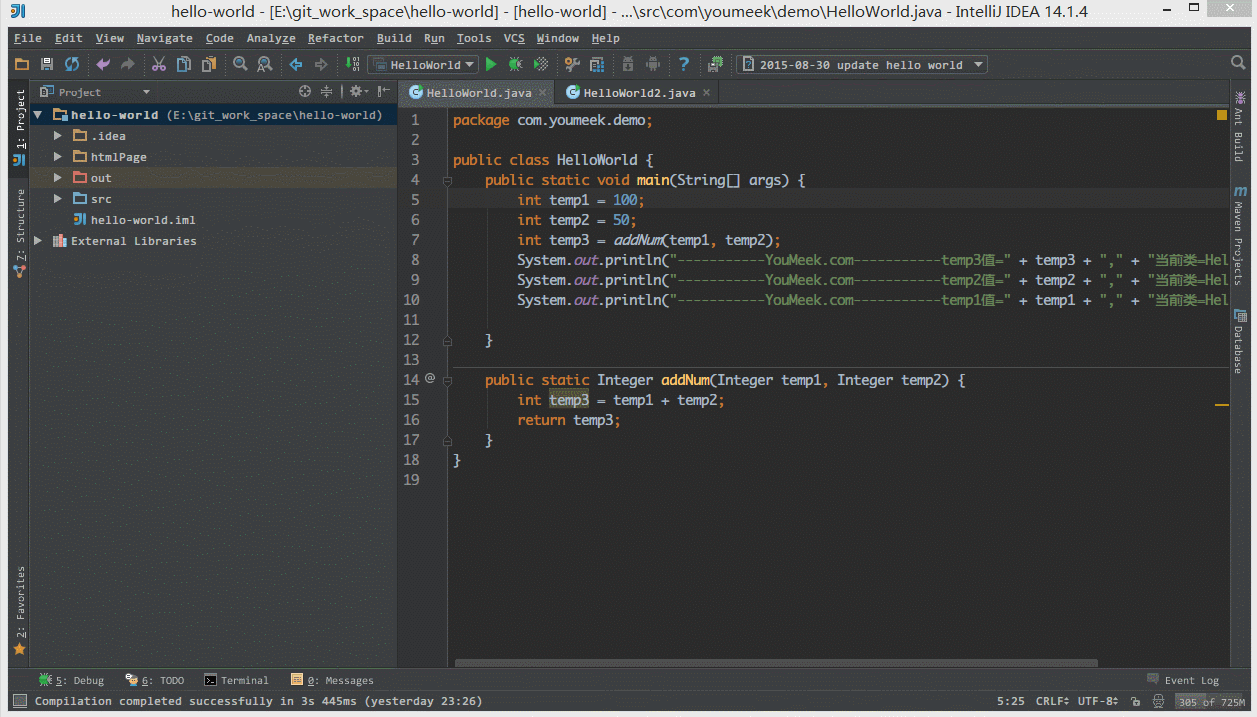 hello-world - [E:\git_work_space\hello-world] - [hello-world] - ...\src\com\youmeek\demo\HelloWorld.java - IntelliJ IDEA 14.1.4
File Edit View Navigate Code Analyze Refactor Build Run Tools VCS Window Help
HelloWorld 2015-08-30 update hello world
Project HelloWorld.java HelloWorld2.java
1: Project
7: Structure
2: Favorites
hello-world (E:\git_work_space\hello-world)
.idea
htmlPage
out
src
hello-world.iml
External Libraries
1 package com.youmeek.demo;
2
3 public class HelloWorld {
4 public static void main(String[] args) {
5 int temp1 = 100;
6 int temp2 = 50;
7 int temp3 = addNum(temp1, temp2);
8 System.out.println("-----------YouMeek.com-----------temp3值=" + temp3 + "," + "当前类=Hel
9 System.out.println("-----------YouMeek.com-----------temp2值=" + temp2 + "," + "当前类=Hel
10 System.out.println("-----------YouMeek.com-----------temp1值=" + temp1 + "," + "当前类=Hel
11
12 }
13
14 @ public static Integer addNum(Integer temp1, Integer temp2) {
15 int temp3 = temp1 + temp2;
16 return temp3;
17 }
18 }
19
Ant Build
Maven Projects
Database
5: Debug 6: TODO Terminal 0: Messages Event Log
Compilation completed successfully in 3s 445ms (yesterday 23:26) 5:25 CRLF UTF-8 305 of 725M